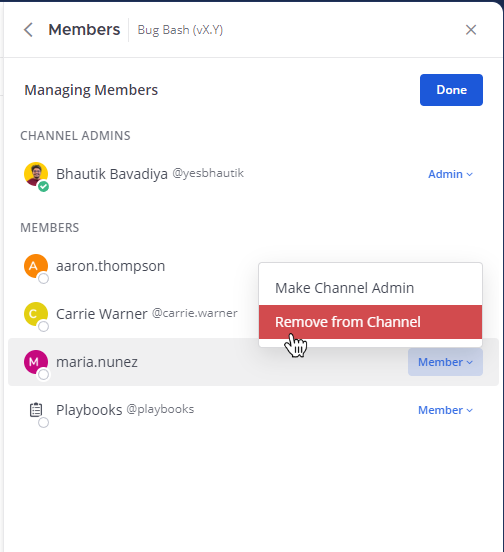 Members Bug Bash (vX.Y)
Managing Members Done
CHANNEL ADMINS
Bhautik Bavadiya @yesbhautik Admin
MEMBERS
A aaron.thompson
Make Channel Admin
C Carrie Warner @carrie.warner
Remove from Channel
M maria.nunez Member
Playbooks @playbooks Member